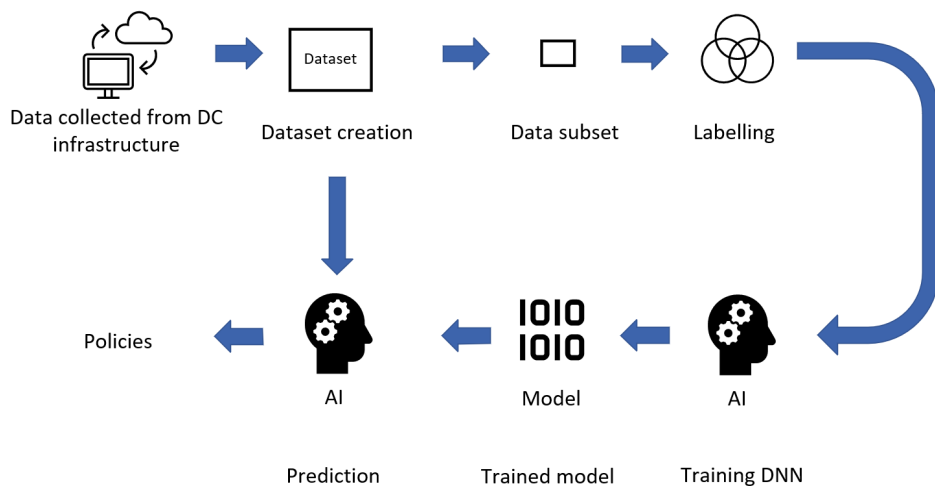 Dataset
Data collected from DC
infrastructure
Dataset creation
Data subset
Labelling
Policies
1010
1010
AI
Model
AI
Prediction
Trained model
Training DNN